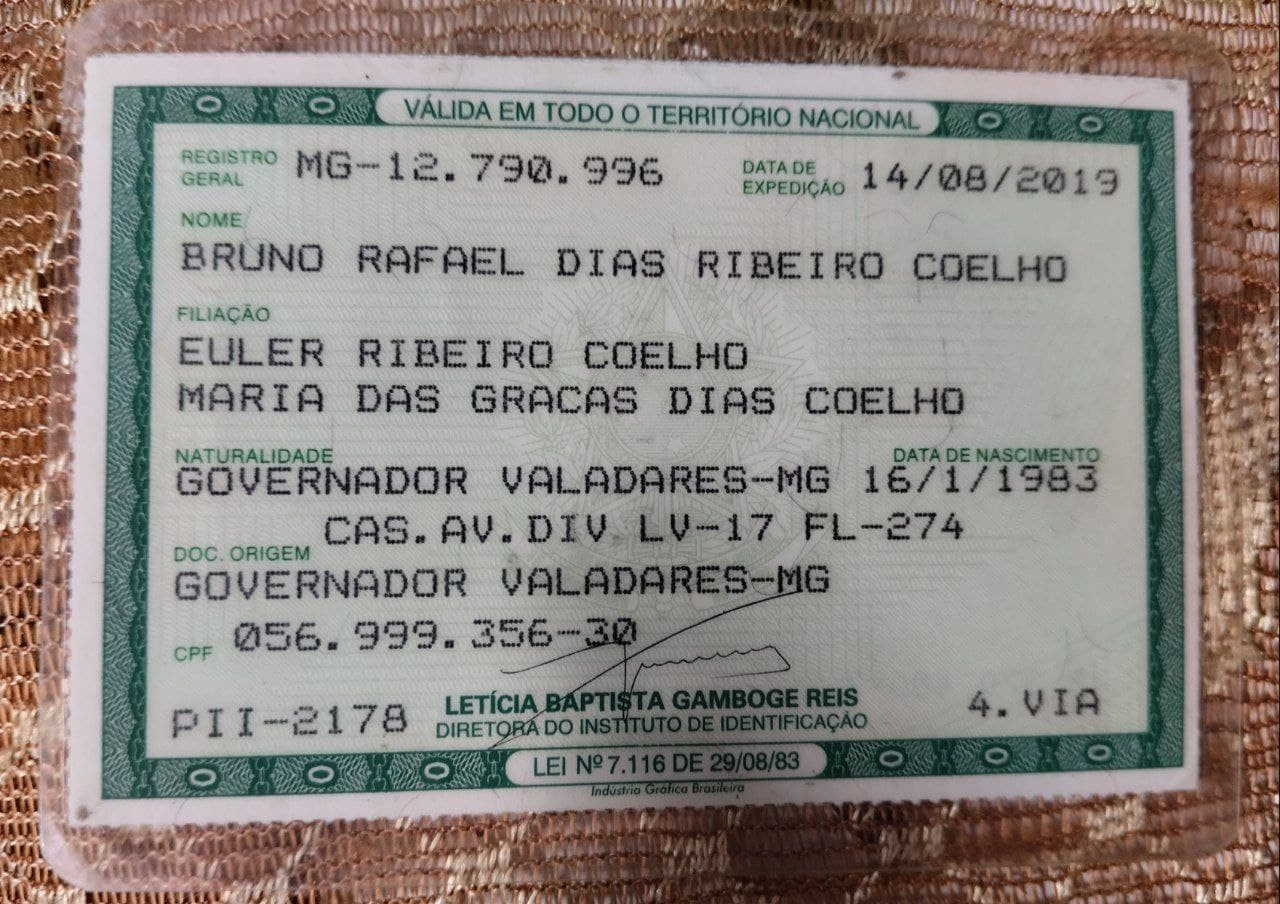 VÁLIDA EM TODO O TERRITÓRIO NACIONAL
REGISTRO GERAL MG-12.790.996 DATA DE EXPEDIÇÃO 14/08/2019
NOME
BRUNO RAFAEL DIAS RIBEIRO COELHO
FILIAÇÃO
EULER RIBEIRO COELHO
MARIA DAS GRACAS DIAS COELHO
NATURALIDADE DATA DE NASCIMENTO
GOVERNADOR VALADARES-MG 16/1/1983
CAS.AV.DIV LV-17 FL-274
DOC. ORIGEM
GOVERNADOR VALADARES-MG
CPF 056.999.356-30
LETÍCIA BAPTISTA GAMBOGE REIS
PII-2178 DIRETORA DO INSTITUTO DE IDENTIFICAÇÃO 4.VIA
LEI Nº 7.116 DE 29/08/83
Indústria Gráfica Brasileira